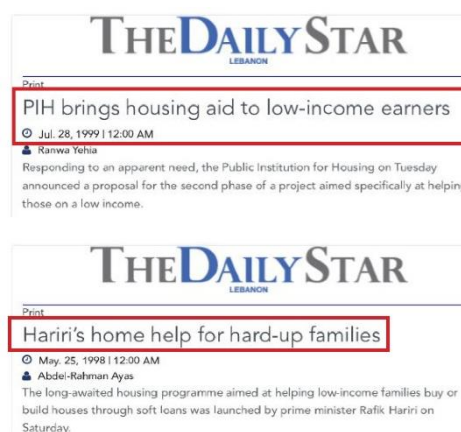 THE DAILY STAR
LEBANON
Print
PIH brings housing aid to low-income earners
Jul. 28, 1999 | 12:00 AM
Ranwa Yehia
Responding to an apparent need, the Public Institution for Housing on Tuesday
announced a proposal for the second phase of a project aimed specifically at helping
those on a low income.
THE DAILY STAR
LEBANON
Print
Hariri's home help for hard-up families
May. 25, 1998 | 12:00 AM
Abdel-Rahman Ayas
The long-awaited housing programme aimed at helping low-income families buy or
build houses through soft loans was launched by prime minister Rafik Hariri on
Saturday.